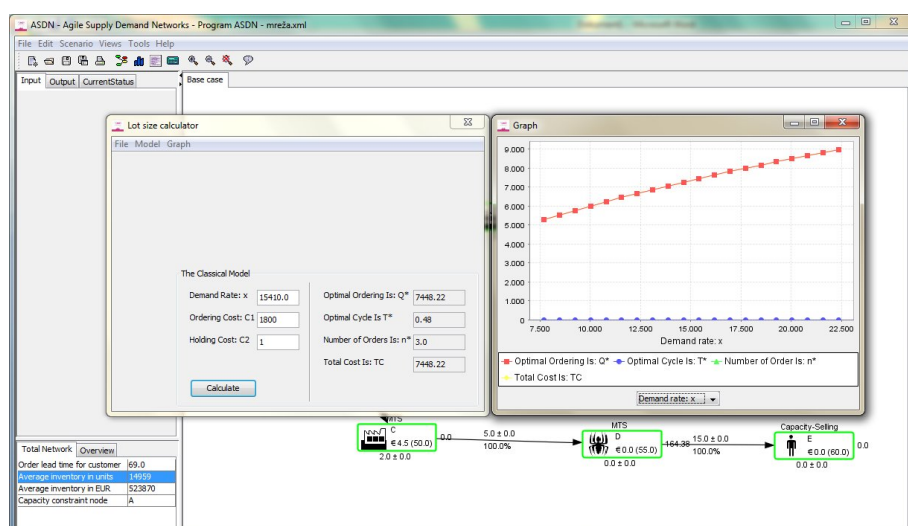 ASDN - Agile Supply Demand Networks - Program ASDN - mreža.xml
File Edit Scenario Views Tools Help
Input Output CurrentStatus
Base case
Lot size calculator
File Model Graph
The Classical Model
Demand Rate: x 15410.0
Optimal Ordering Is: Q* 7448.22
Ordering Cost: C1 1800
Optimal Cycle Is T* 0.48
Holding Cost: C2 1
Number of Orders Is: n* 3.0
Total Cost Is: TC 7448.22
Calculate
Graph
9.000
8.000
7.000
6.000
5.000
4.000
3.000
2.000
1.000
0
7.500 10.000 12.500 15.000 17.500 20.000 22.500
Demand rate: x
Optimal Ordering Is: Q* Optimal Cycle Is: T* Number of Order Is: n*
Total Cost Is: TC
Demand rate: x
MTS
C
€ 4.5 (50.0)
2.0 ± 0.0
0.0
5.0 ± 0.0
100.0%
MTS
D
€ 0.0 (55.0)
0.0 ± 0.0
164.38
15.0 ± 0.0
100.0%
Capacity-Selling
E
€ 0.0 (60.0)
0.0 ± 0.0
0.0
Total Network Overview
Order lead time for customer 69.0
Average inventory in units 14959
Average inventory in EUR 523870
Capacity constraint node A